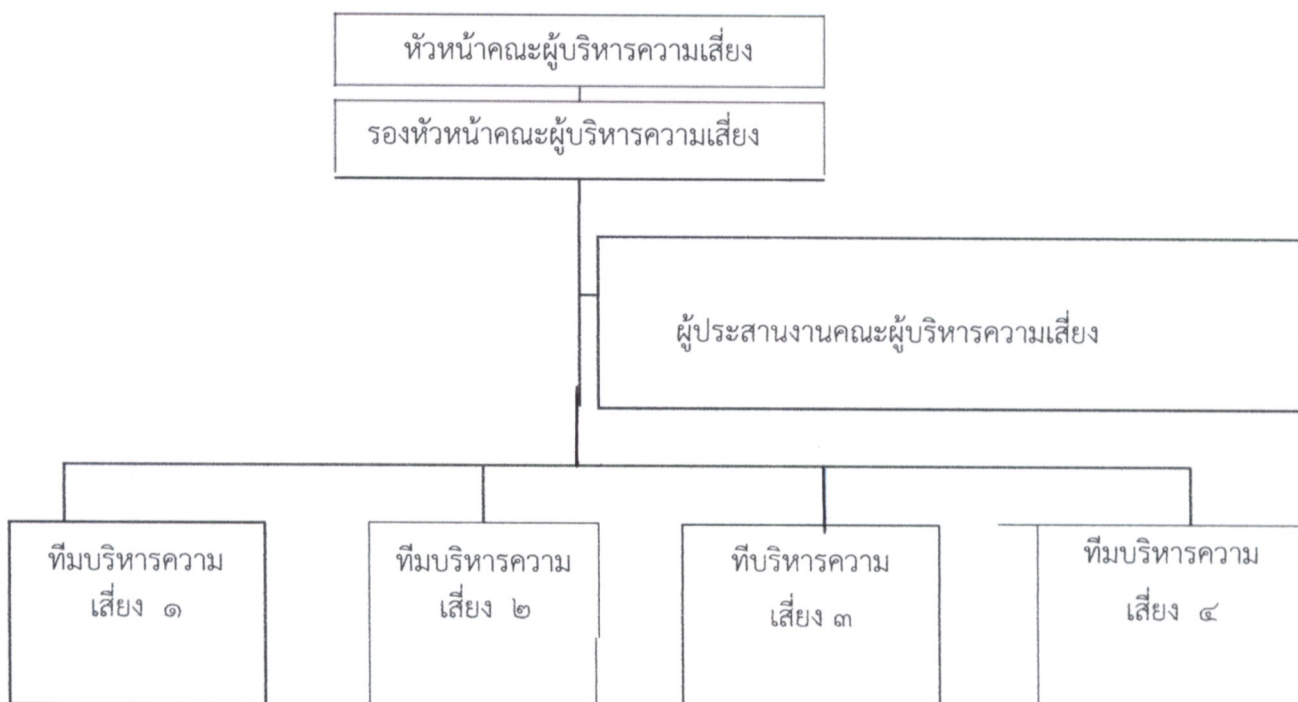 หัวหน้าคณะผู้บริหารความเสี่ยง
รองหัวหน้าคณะผู้บริหารความเสี่ยง
ผู้ประสานงานคณะผู้บริหารความเสี่ยง
ทีมบริหารความ
เสี่ยง ๑
ทีมบริหารความ
เสี่ยง ๒
ทีบริหารความ
เสี่ยง ๓
ทีมบริหารความ
เสี่ยง ๔